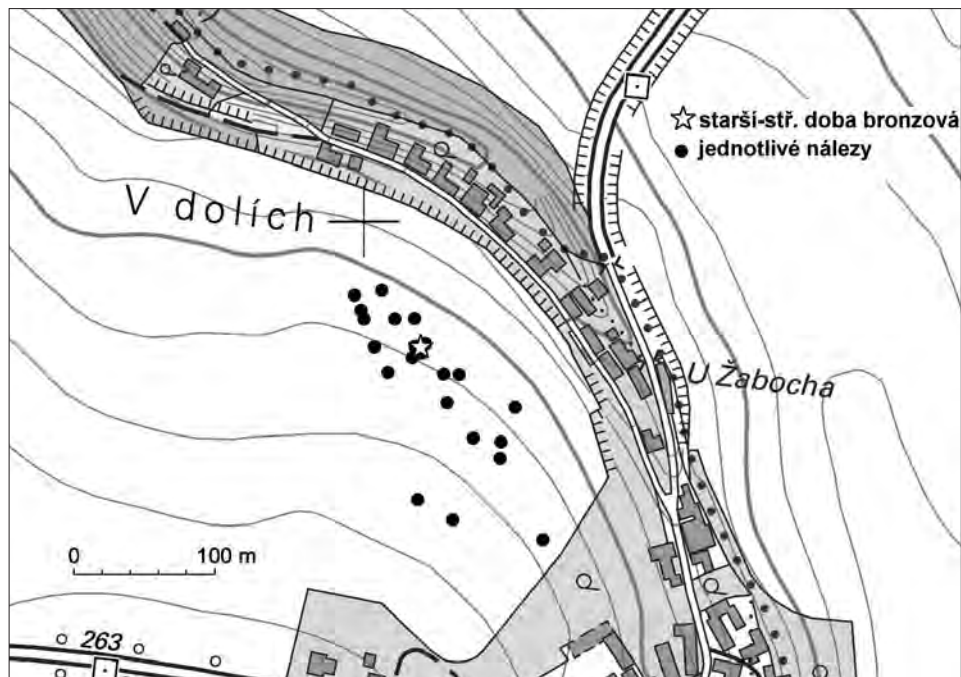 starší-stř. doba bronzová
jednotlivé nálezy
V dolích
U Žabocha
0 100 m
263